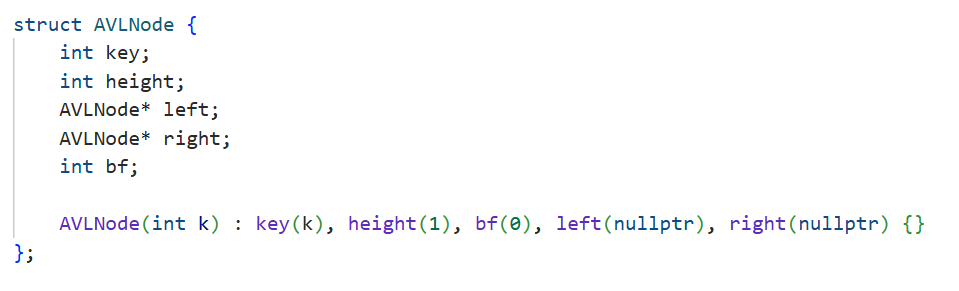 struct AVLNode {
    int key;
    int height;
    AVLNode* left;
    AVLNode* right;
    int bf;

    AVLNode(int k) : key(k), height(1), bf(0), left(nullptr), right(nullptr) {}
};